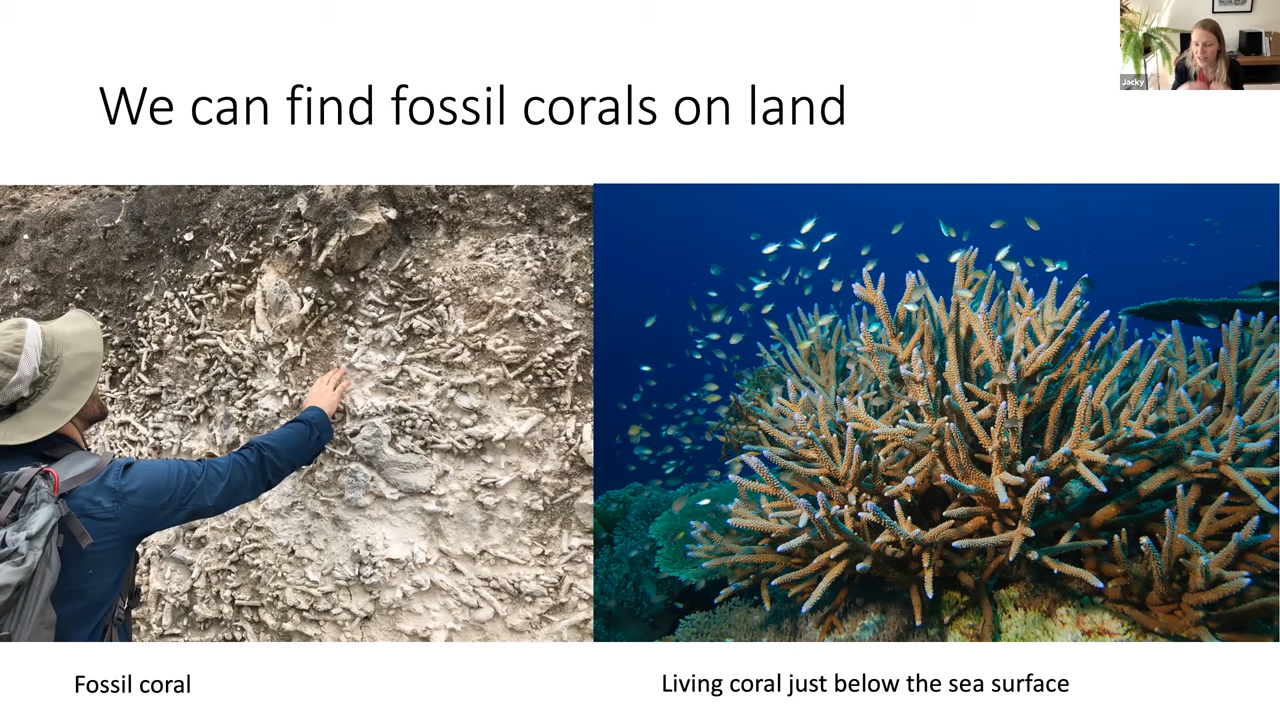 Jacky
We can find fossil corals on land
Fossil coral
Living coral just below the sea surface